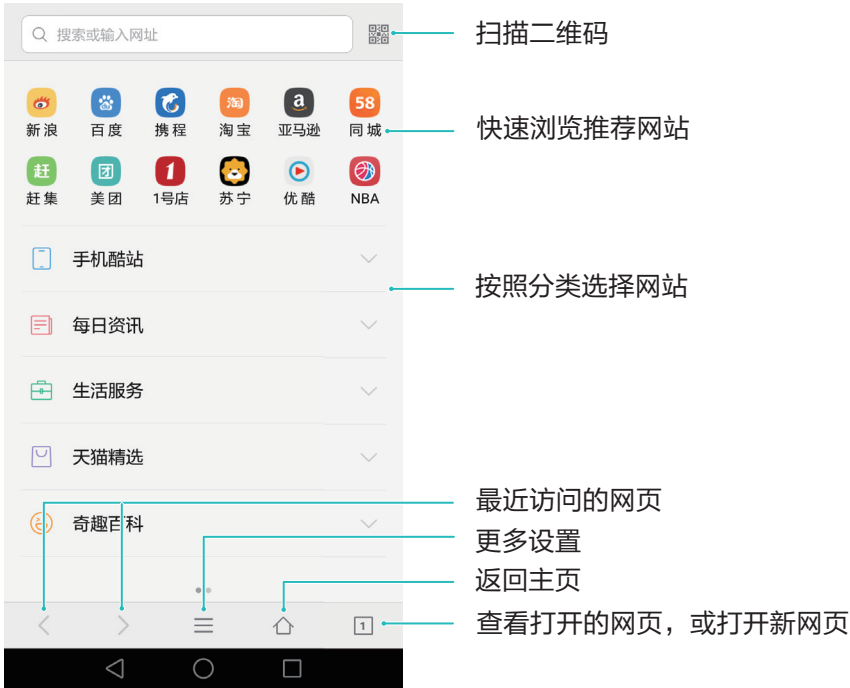 搜索或输入网址
扫描二维码
58
新浪 百度 携程 淘宝 亚马逊 同城
快速浏览推荐网站
赶 团 1
赶集 美团 1号店 苏宁 优酷 NBA
手机酷站
按照分类选择网站
每日资讯
生活服务
天猫精选
最近访问的网页
奇趣百科
更多设置
返回主页
1
查看打开的网页，或打开新网页